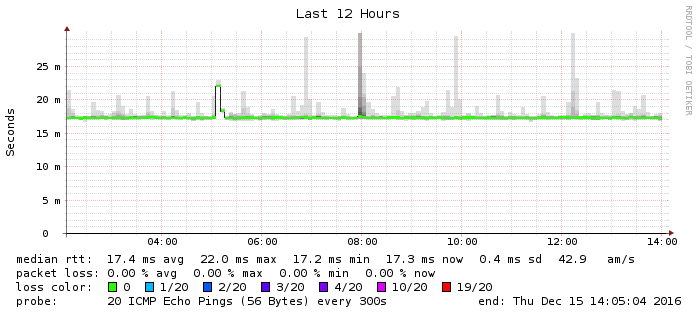 Last 12 Hours
RRDTOOL / TOBI OETIKER
Seconds
25 m
20 m
15 m
10 m
5 m
0
04:00 06:00 08:00 10:00 12:00 14:00
median rtt: 17.4 ms avg 22.0 ms max 17.2 ms min 17.3 ms now 0.4 ms sd 42.9 am/s
packet loss: 0.00 % avg 0.00 % max 0.00 % min 0.00 % now
loss color: 0 1/20 2/20 3/20 4/20 10/20 19/20
probe: 20 ICMP Echo Pings (56 Bytes) every 300s end: Thu Dec 15 14:05:04 2016